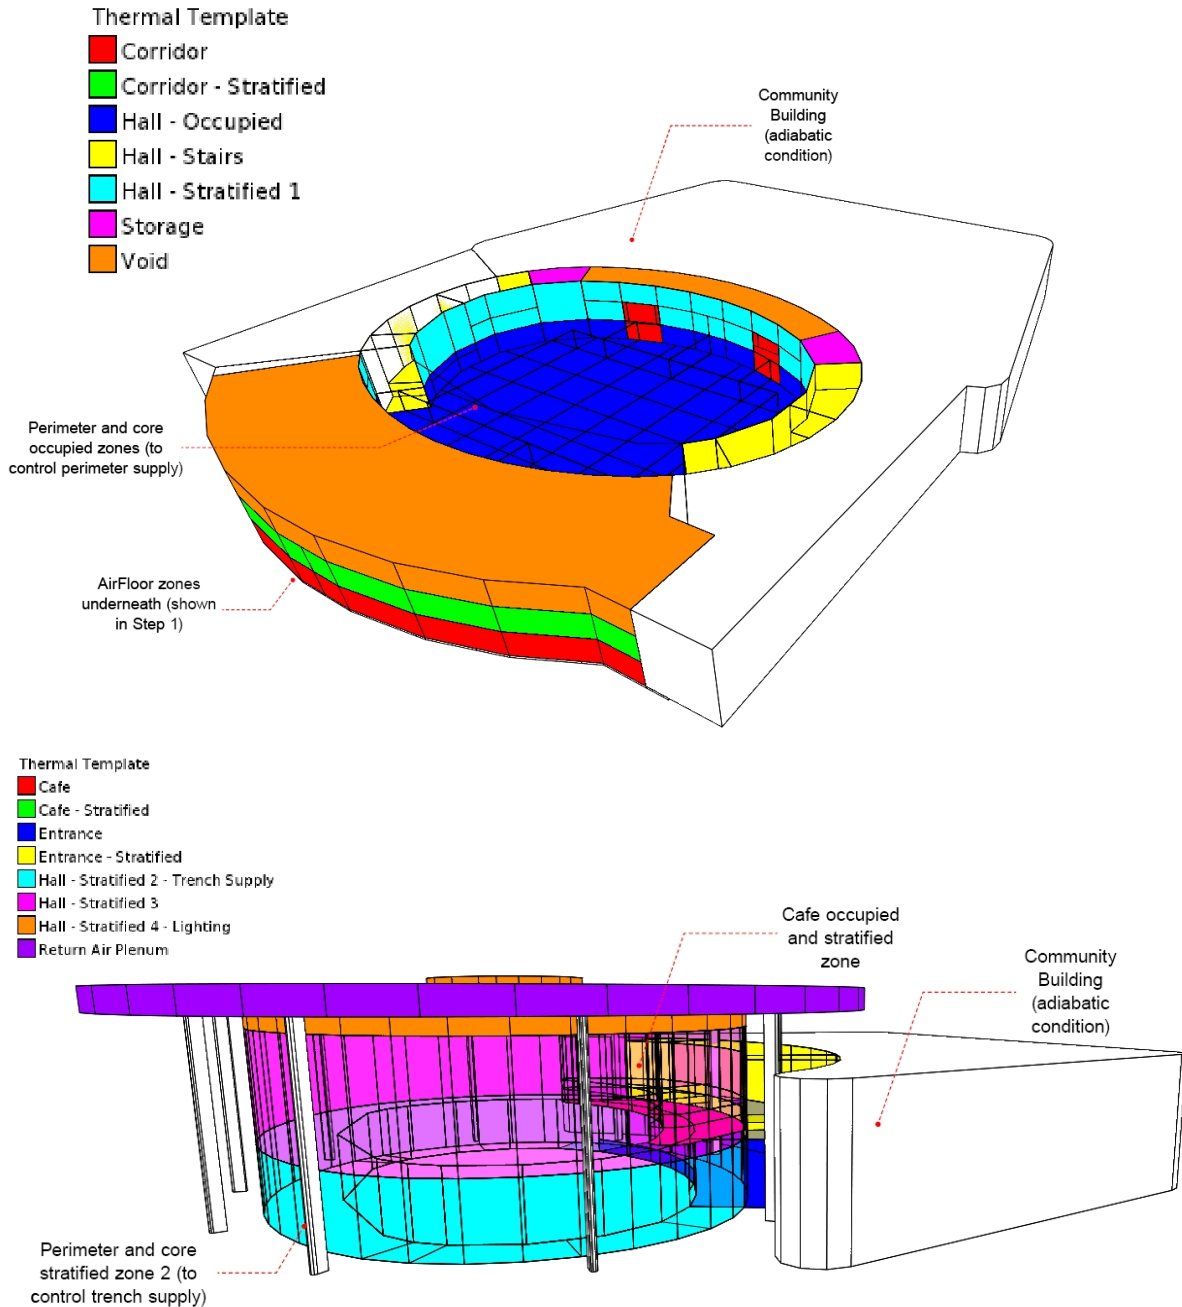 Thermal Template
Corridor
Corridor - Stratified
Hall - Occupied
Hall - Stairs
Hall - Stratified 1
Storage
Void
Community
Building
(adiabatic
condition)
Perimeter and core
occupied zones (to
control perimeter supply)
AirFloor zones
underneath (shown
in Step 1)
Thermal Template
Cafe
Cafe - Stratified
Entrance
Entrance - Stratified
Hall - Stratified 2 - Trench Supply
Hall - Stratified 3
Hall - Stratified 4 - Lighting
Return Air Plenum
Cafe occupied
and stratified
zone
Community
Building
(adiabatic
condition)
Perimeter and core
stratified zone 2 (to
control trench supply)